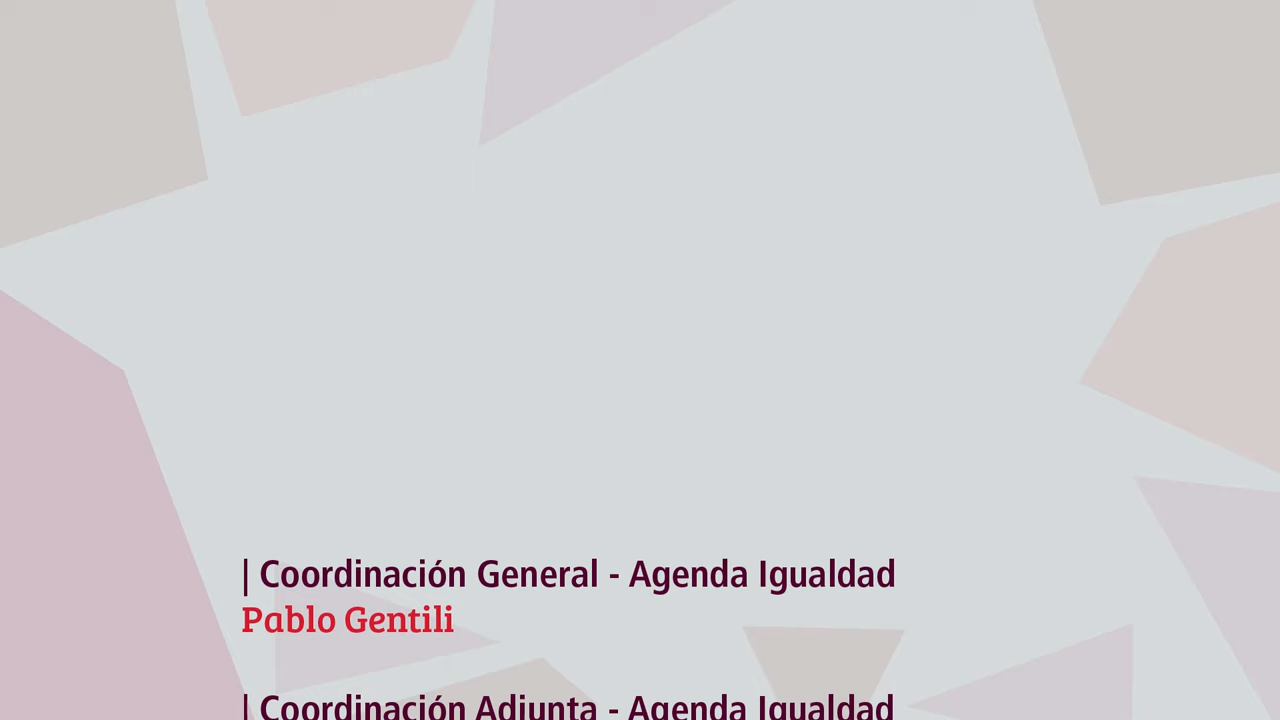 | Coordinación General - Agenda Igualdad
Pablo Gentili
| Coordinación Adjunta - Agenda Igualdad